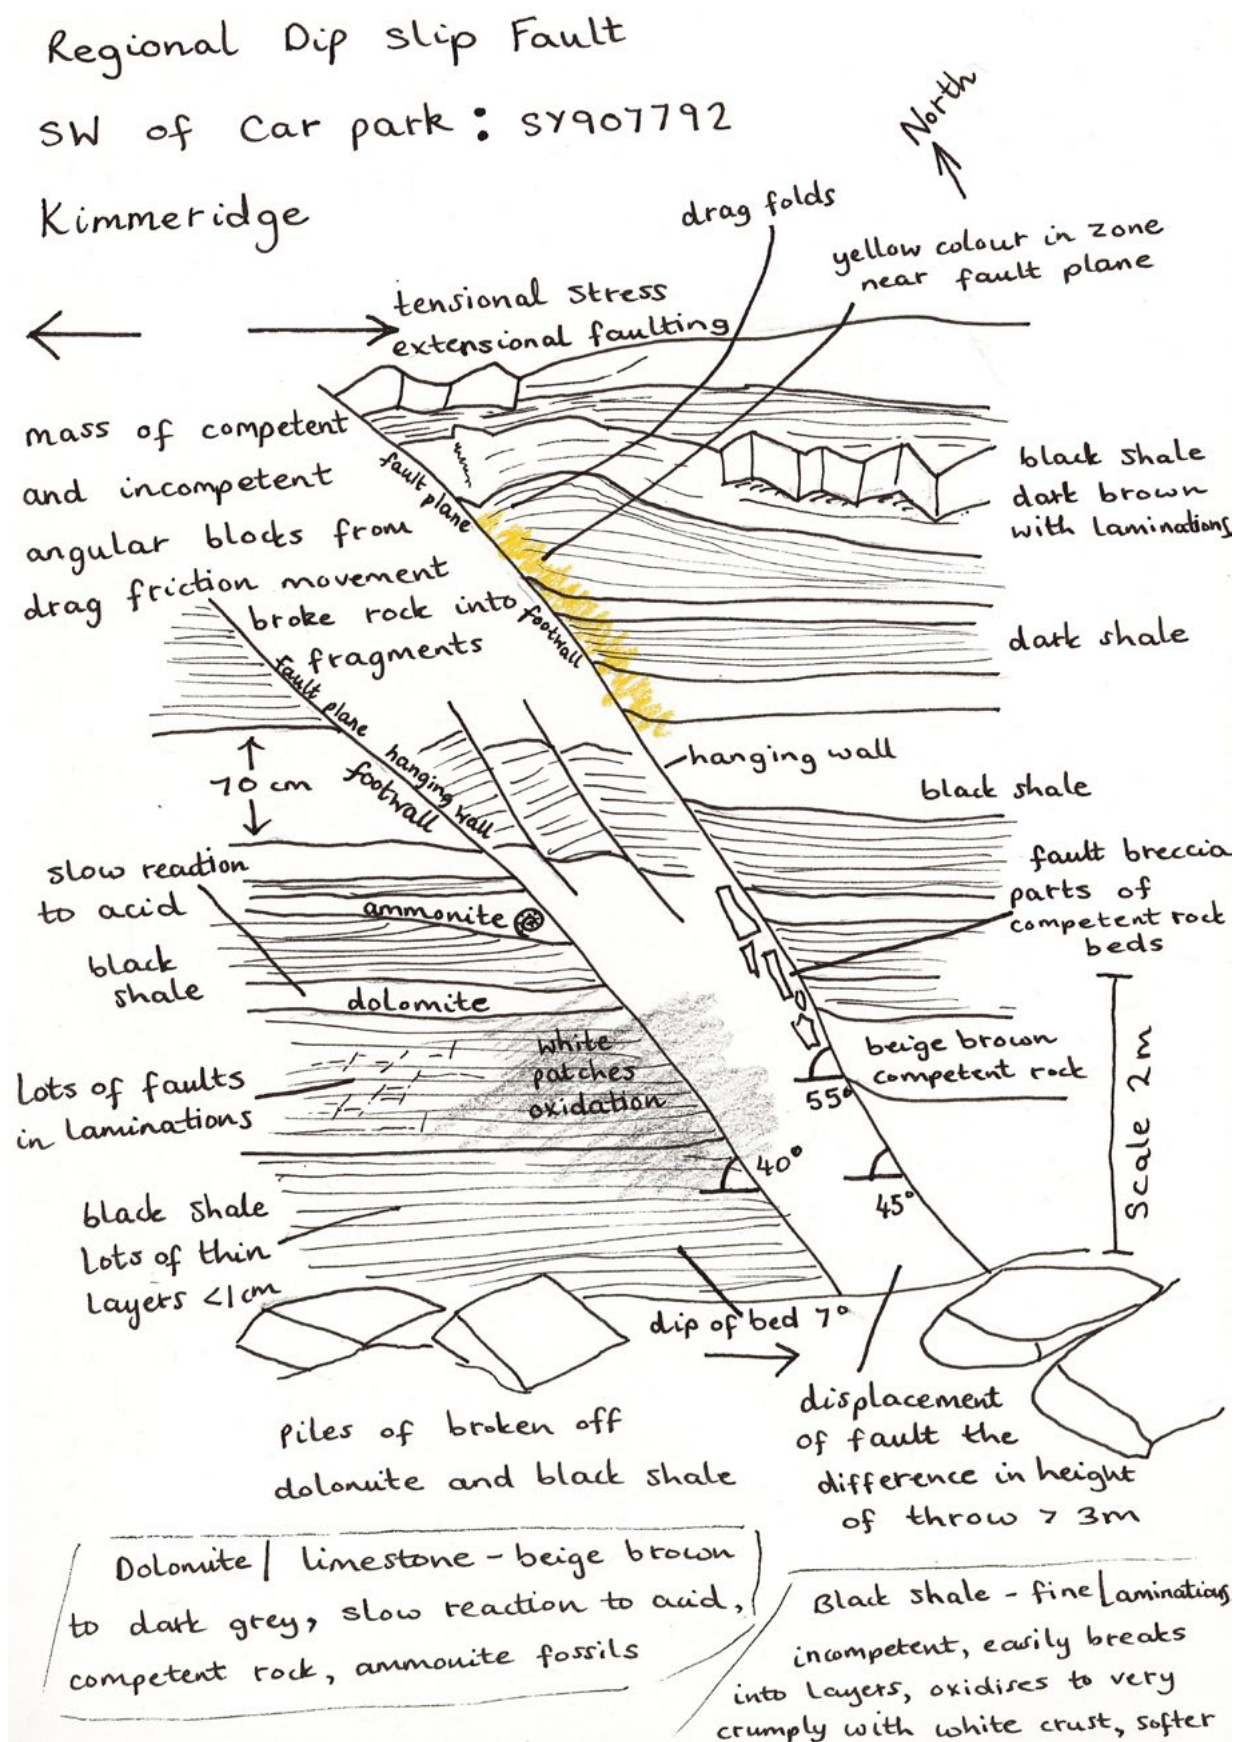 Regional Dip slip Fault
SW of Car park : SY907792
Kimmeridge
North
drag folds
yellow colour in zone
near fault plane
tensional stress
extensional faulting
mass of competent
and incompetent
angular blocks from
drag friction movement
broke rock into
fragments
fault plane
footwall
black shale
dark brown
with laminations
dark shale
fault plane
hanging wall
footwall
70 cm
hanging wall
black shale
slow reaction
to acid
ammonite
fault breccia
parts of
competent rock
beds
black
shale
dolomite
white
patches
oxidation
beige brown
competent rock
Lots of faults
in laminations
55°
40°
45°
Scale 2m
black shale
Lots of thin
Layers <1cm
dip of bed 7°
piles of broken off
dolomite and black shale
displacement
of fault the
difference in height
of throw > 3m
Dolomite / limestone - beige brown
to dark grey, slow reaction to acid,
competent rock, ammonite fossils
Black shale - fine laminations
incompetent, easily breaks
into Layers, oxidises to very
crumply with white crust, softer